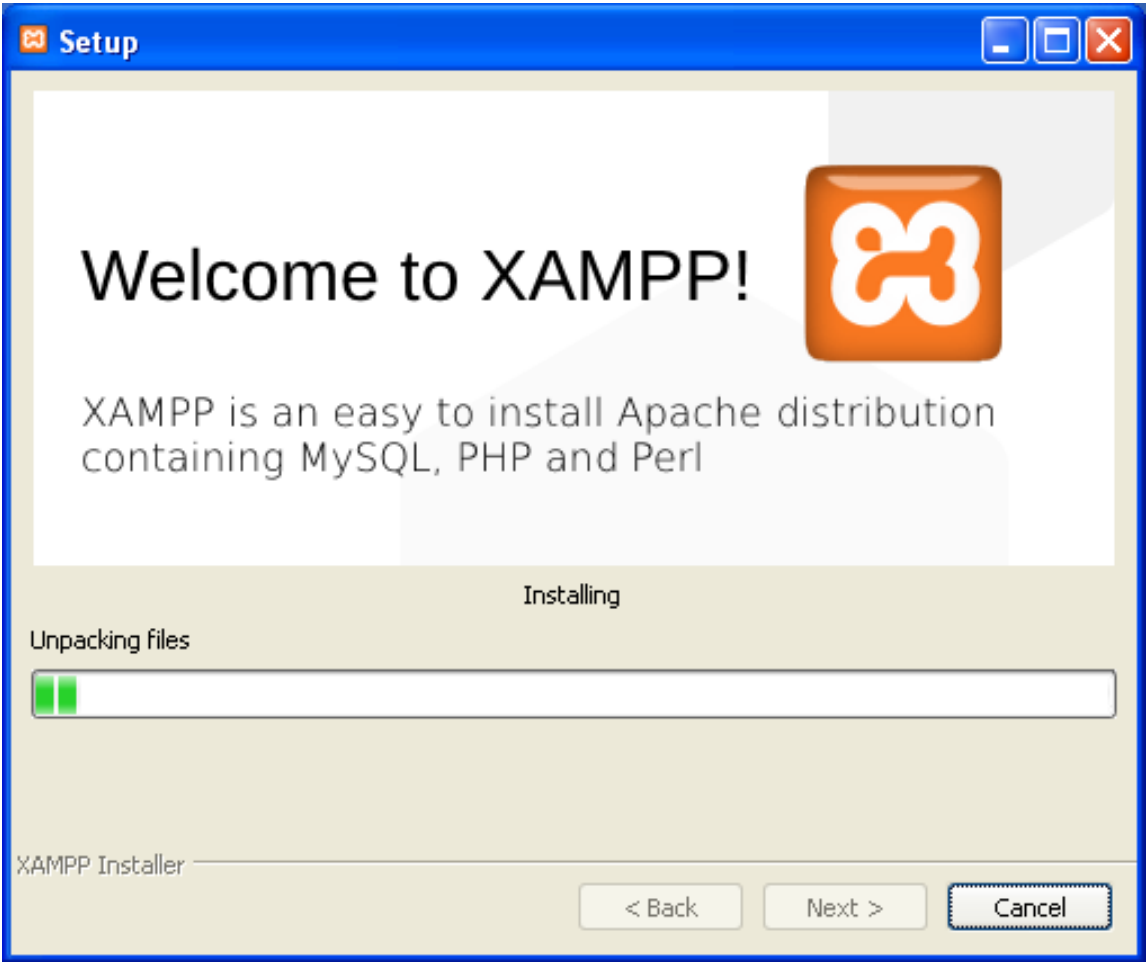 Setup
Welcome to XAMPP!
XAMPP is an easy to install Apache distribution
containing MySQL, PHP and Perl
Installing
Unpacking files
XAMPP Installer
< Back Next > Cancel